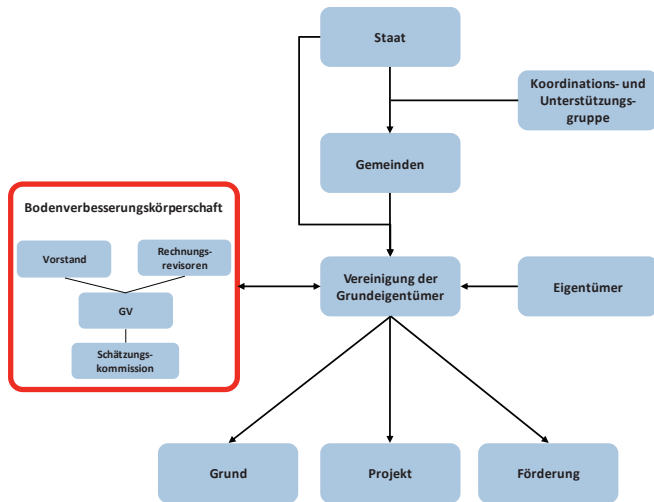 Staat
Koordinations- und
Unterstützungs-
gruppe
Gemeinden
Bodenverbesserungskörperschaft
Vorstand
Rechnungs-
revisoren
GV
Schätzungs-
kommission
Vereinigung der
Grundeigentümer
Eigentümer
Grund
Projekt
Förderung